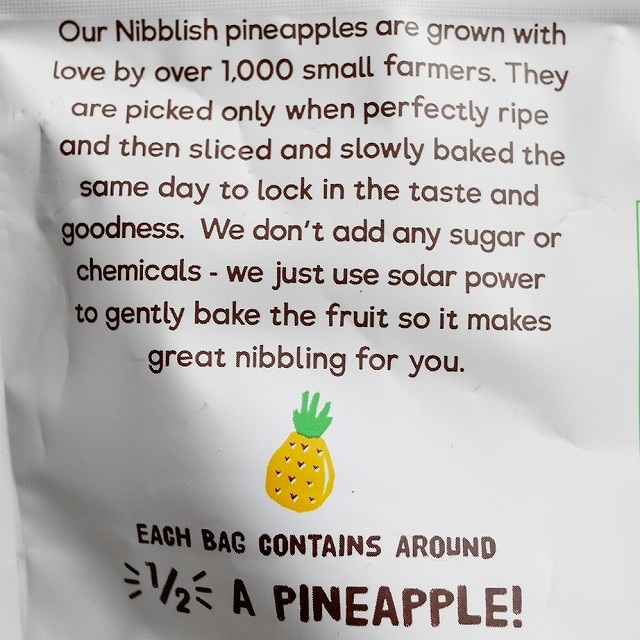 Our Nibblish pineapples are grown with
love by over 1,000 small farmers. They
are picked only when perfectly ripe
and then sliced and slowly baked the
same day to lock in the taste and
goodness. We don't add any sugar or
chemicals - we just use solar power
to gently bake the fruit so it makes
great nibbling for you.
EACH BAG CONTAINS AROUND
1/2 A PINEAPPLE!